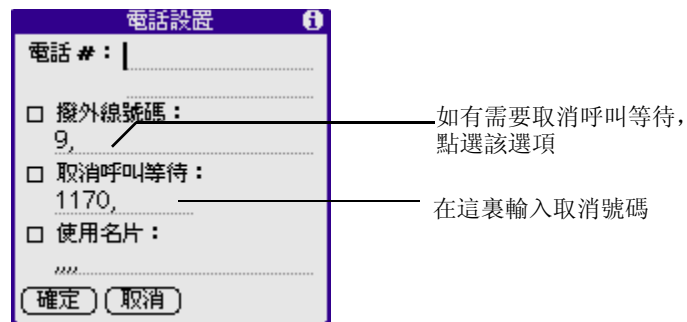 電話設置
電話 #：
撥外線號碼：
9,
取消呼叫等待：
1170,
使用名片：
,,,,
確定 取消
如有需要取消呼叫等待，
點選該選項
在這裏輸入取消號碼